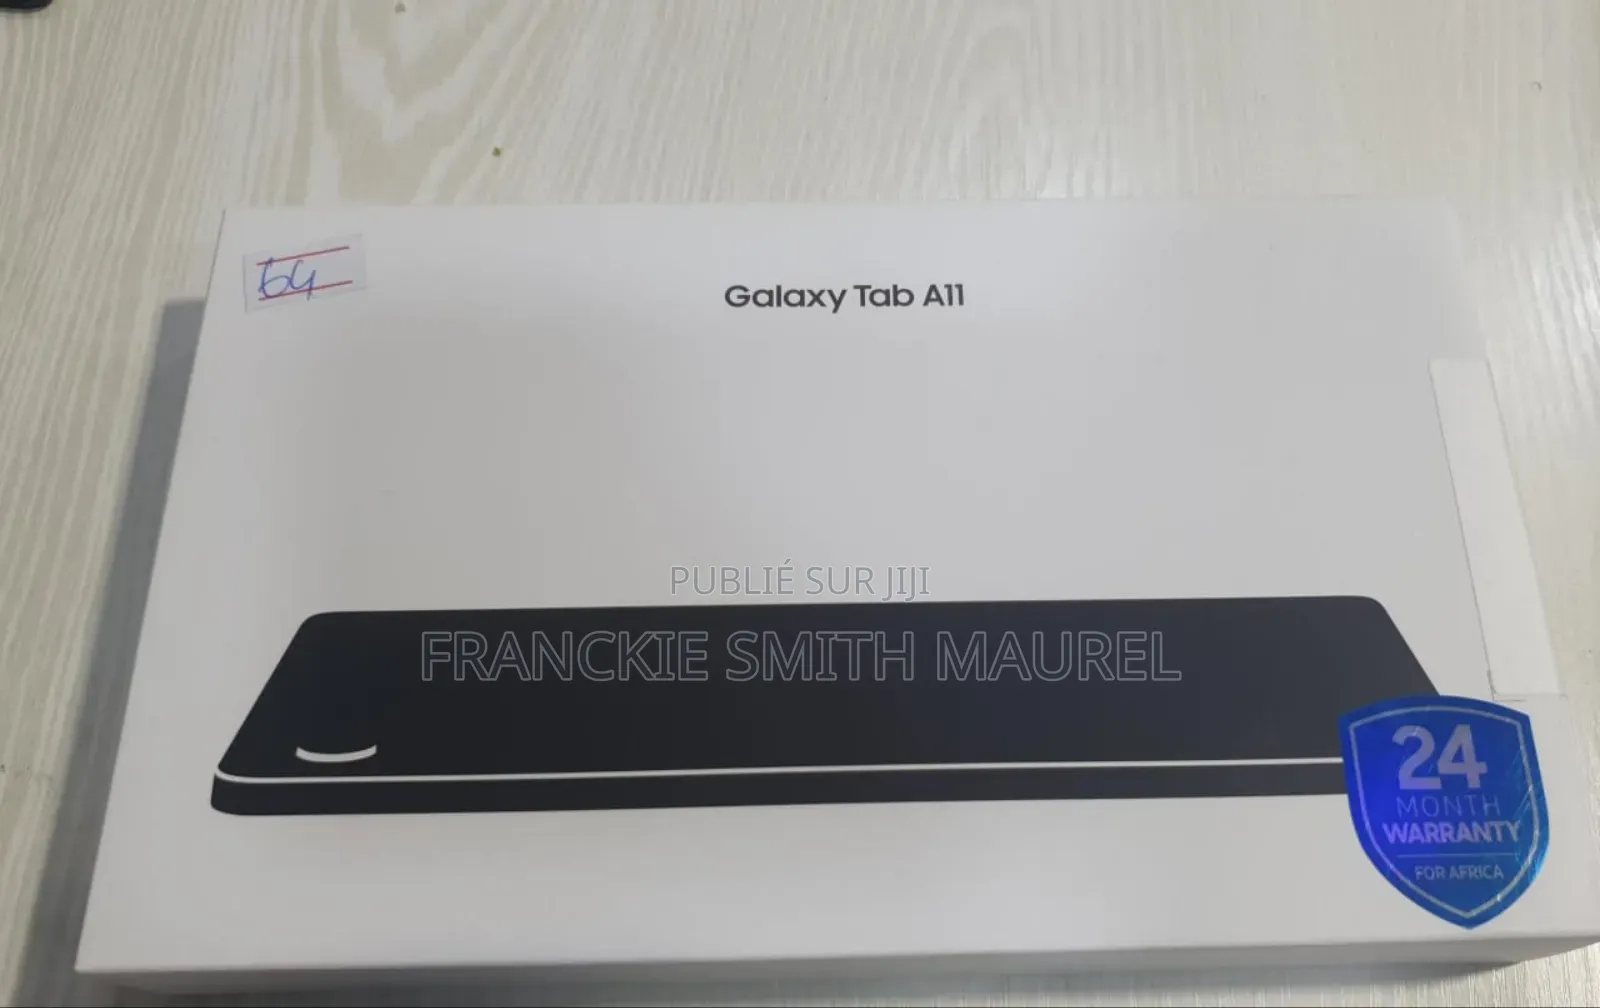 64
Galaxy Tab A11
PUBLIÉ SUR JIJI
FRANCKIE SMITH MAUREL
24
MONTH
WARRANTY
FOR AFRICA